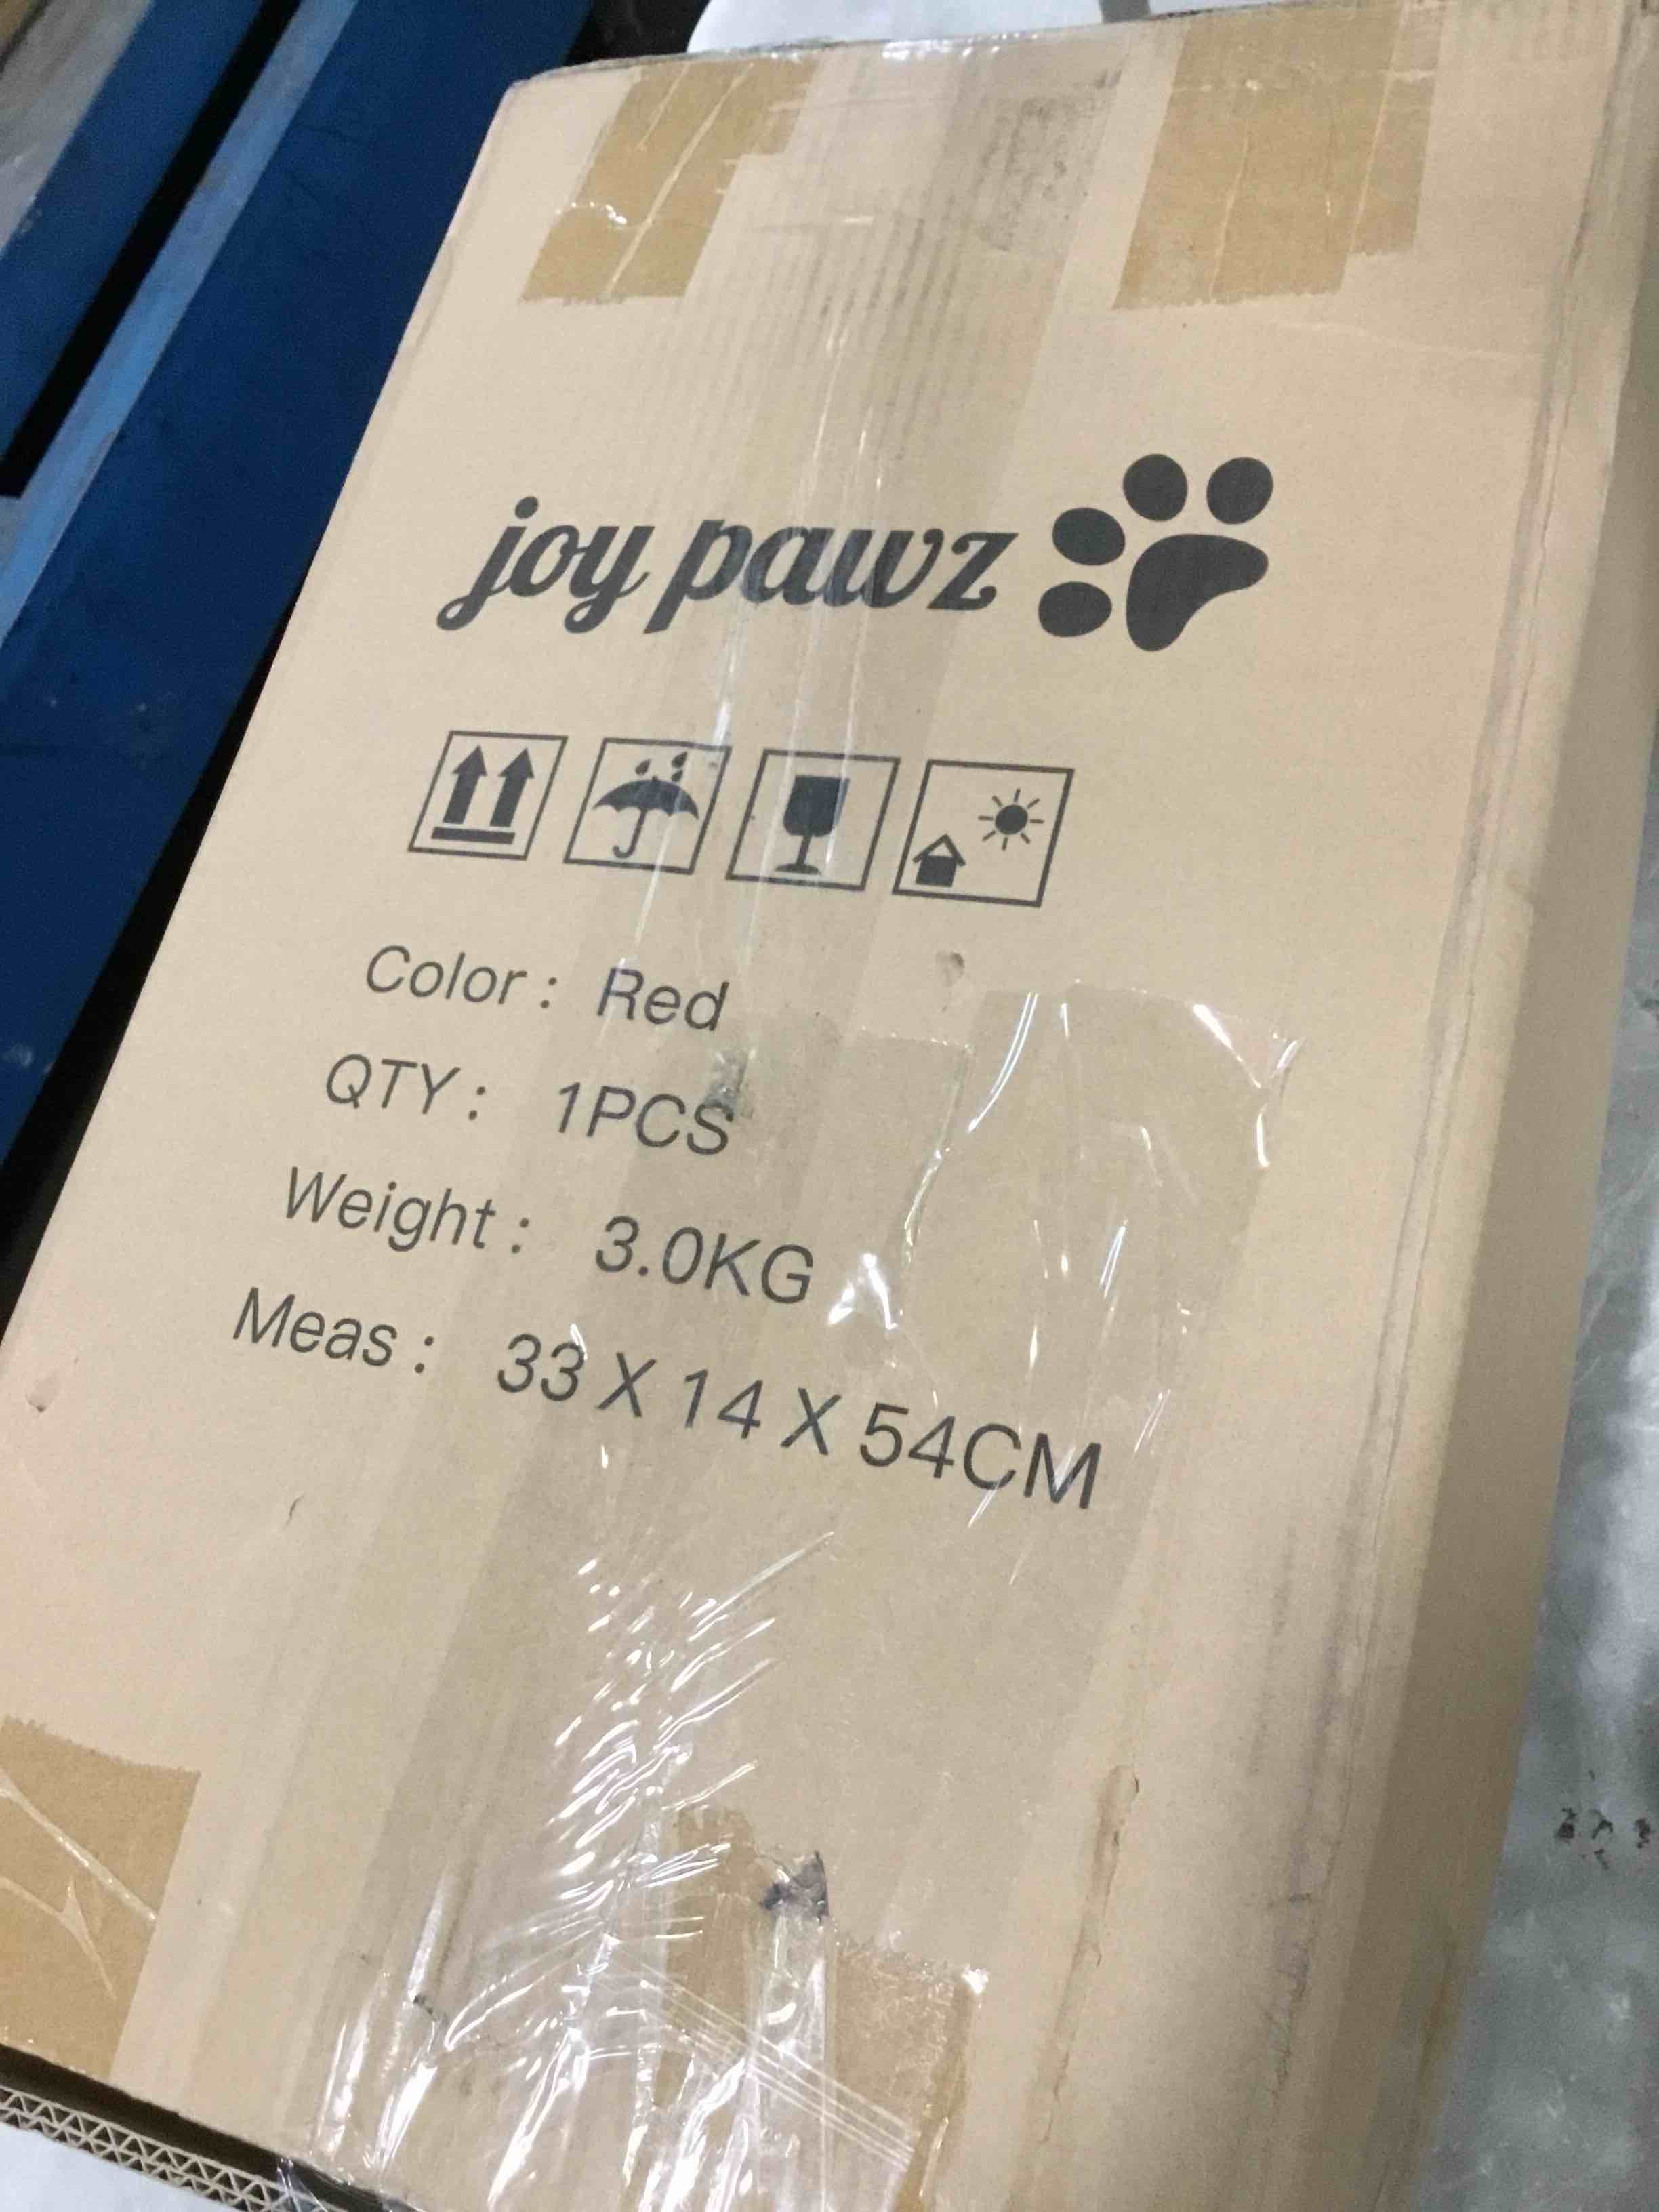 joy pawz
Color : Red
QTY : 1PCS
Weight : 3.0KG
Meas : 33 X 14 X 54CM